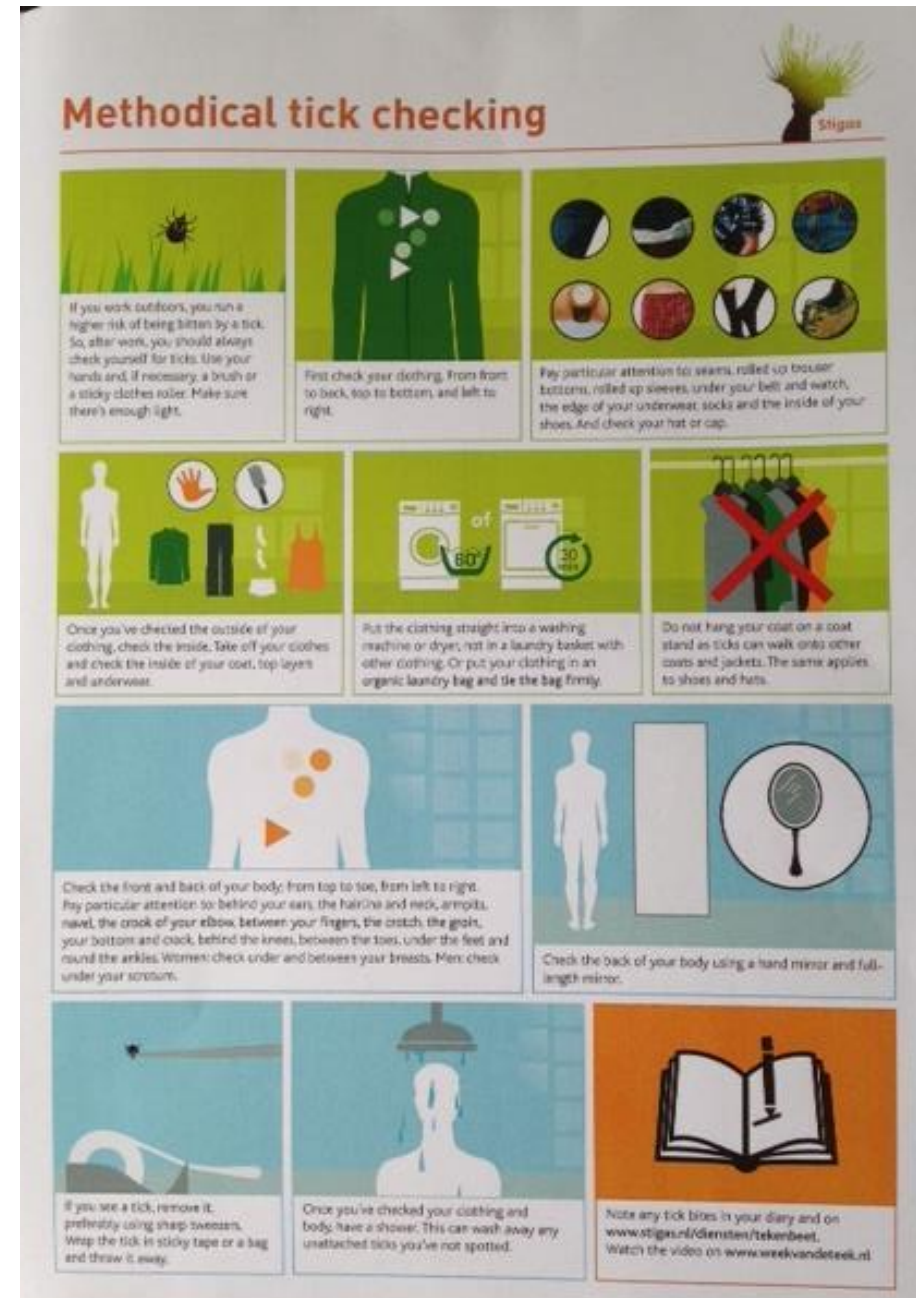 Methodical tick checking
Stigas
If you work outdoors, you run a
higher risk of being bitten by a tick.
So, after work, you should always
check yourself for ticks. Use your
hands and, if necessary, a brush or
a sticky clothes roller. Make sure
there's enough light.
First check your clothing. From front
to back, top to bottom, and left to
right.
Pay particular attention to: seams, rolled up trouser
bottoms, rolled up sleeves, under your belt and watch,
the edge of your underwear, socks and the inside of your
shoes. And check your hat or cap.
Once you've checked the outside of your
clothing, check the inside. Take off your clothes
and check the inside of your coat, top layers
and underwear.
of
60°
30
min
Put the clothing straight into a washing
machine or dryer, not in a laundry basket with
other clothing. Or put your clothing in an
organic laundry bag and tie the bag firmly.
Do not hang your coat on a coat
stand as ticks can walk onto other
coats and jackets. The same applies
to shoes and hats.
Check the front and back of your body; from top to toe, from left to right.
Pay particular attention to: behind your ears, the hairline and neck, armpits,
navel, the crook of your elbow, between your fingers, the crotch, the groin,
your bottom and crack, behind the knees, between the toes, under the feet and
round the ankles. Women: check under and between your breasts. Men: check
under your scrotum.
Check the back of your body using a hand mirror and full-
length mirror.
If you see a tick, remove it,
preferably using sharp tweezers.
Wrap the tick in sticky tape or a bag
and throw it away.
Once you've checked your clothing and
body, have a shower. This can wash away any
unattached ticks you've not spotted.
Note any tick bites in your diary and on
www.stigas.nl/diensten/tekenbeet.
Watch the video on www.weekvandeteek.nl